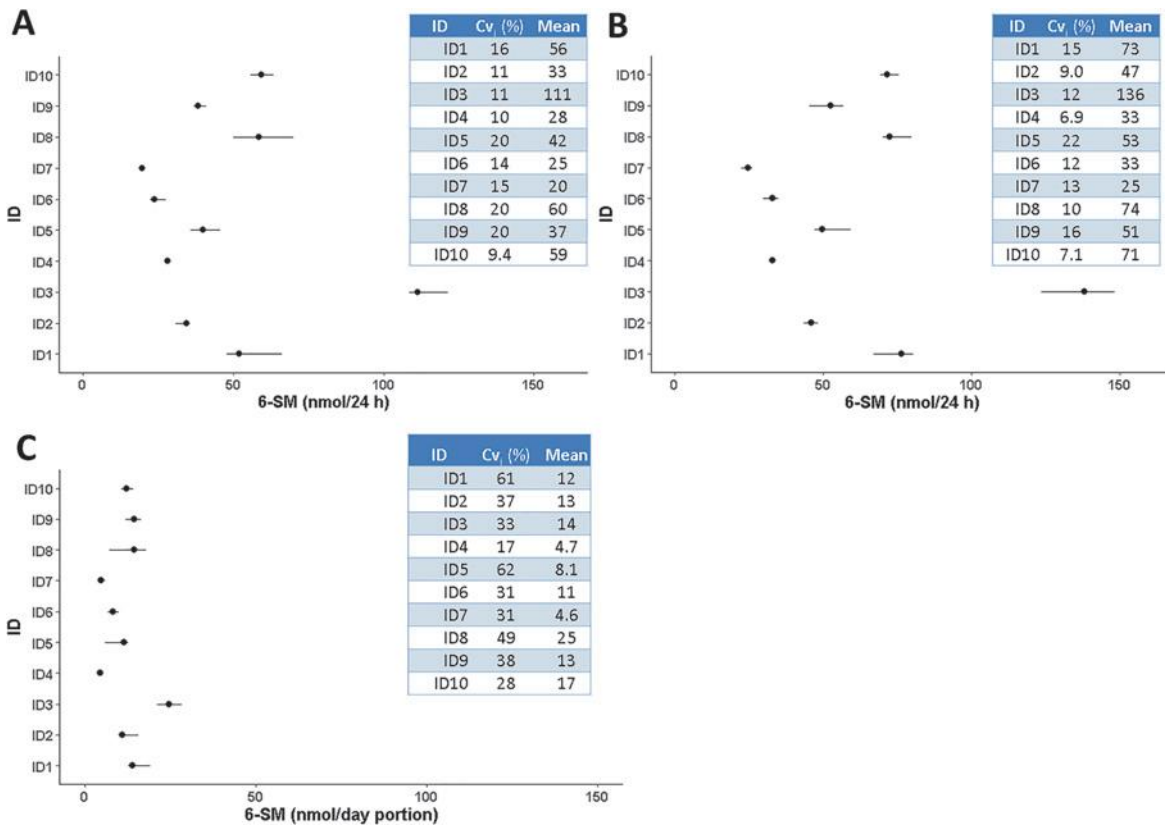 A
ID Cvᵢ (%) Mean
ID1 16 56
ID2 11 33
ID3 11 111
ID4 10 28
ID5 20 42
ID6 14 25
ID7 15 20
ID8 20 60
ID9 20 37
ID10 9.4 59
ID10
ID9
ID8
ID7
ID6
ID5
ID4
ID3
ID2
ID1
ID
0 50 100 150
6-SM (nmol/24 h)
B
ID Cvᵢ (%) Mean
ID1 15 73
ID2 9.0 47
ID3 12 136
ID4 6.9 33
ID5 22 53
ID6 12 33
ID7 13 25
ID8 10 74
ID9 16 51
ID10 7.1 71
ID10
ID9
ID8
ID7
ID6
ID5
ID4
ID3
ID2
ID1
ID
0 50 100 150
6-SM (nmol/24 h)
C
ID Cvᵢ (%) Mean
ID1 61 12
ID2 37 13
ID3 33 14
ID4 17 4.7
ID5 62 8.1
ID6 31 11
ID7 31 4.6
ID8 49 25
ID9 38 13
ID10 28 17
ID10
ID9
ID8
ID7
ID6
ID5
ID4
ID3
ID2
ID1
ID
0 50 100 150
6-SM (nmol/day portion)